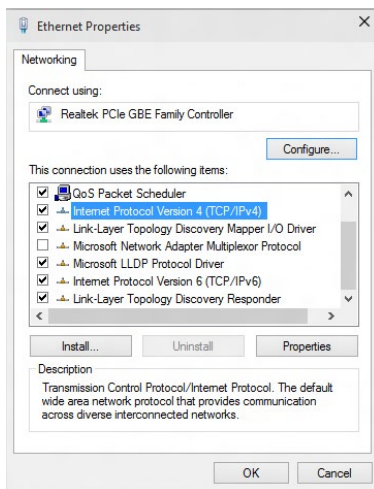 Ethernet Properties
Networking
Connect using:
Realtek PCIe GBE Family Controller
Configure...
This connection uses the following items:
QoS Packet Scheduler
Internet Protocol Version 4 (TCP/IPv4)
Link-Layer Topology Discovery Mapper I/O Driver
Microsoft Network Adapter Multiplexor Protocol
Microsoft LLDP Protocol Driver
Internet Protocol Version 6 (TCP/IPv6)
Link-Layer Topology Discovery Responder
Install... Uninstall Properties
Description
Transmission Control Protocol/Internet Protocol. The default
wide area network protocol that provides communication
across diverse interconnected networks.
OK Cancel